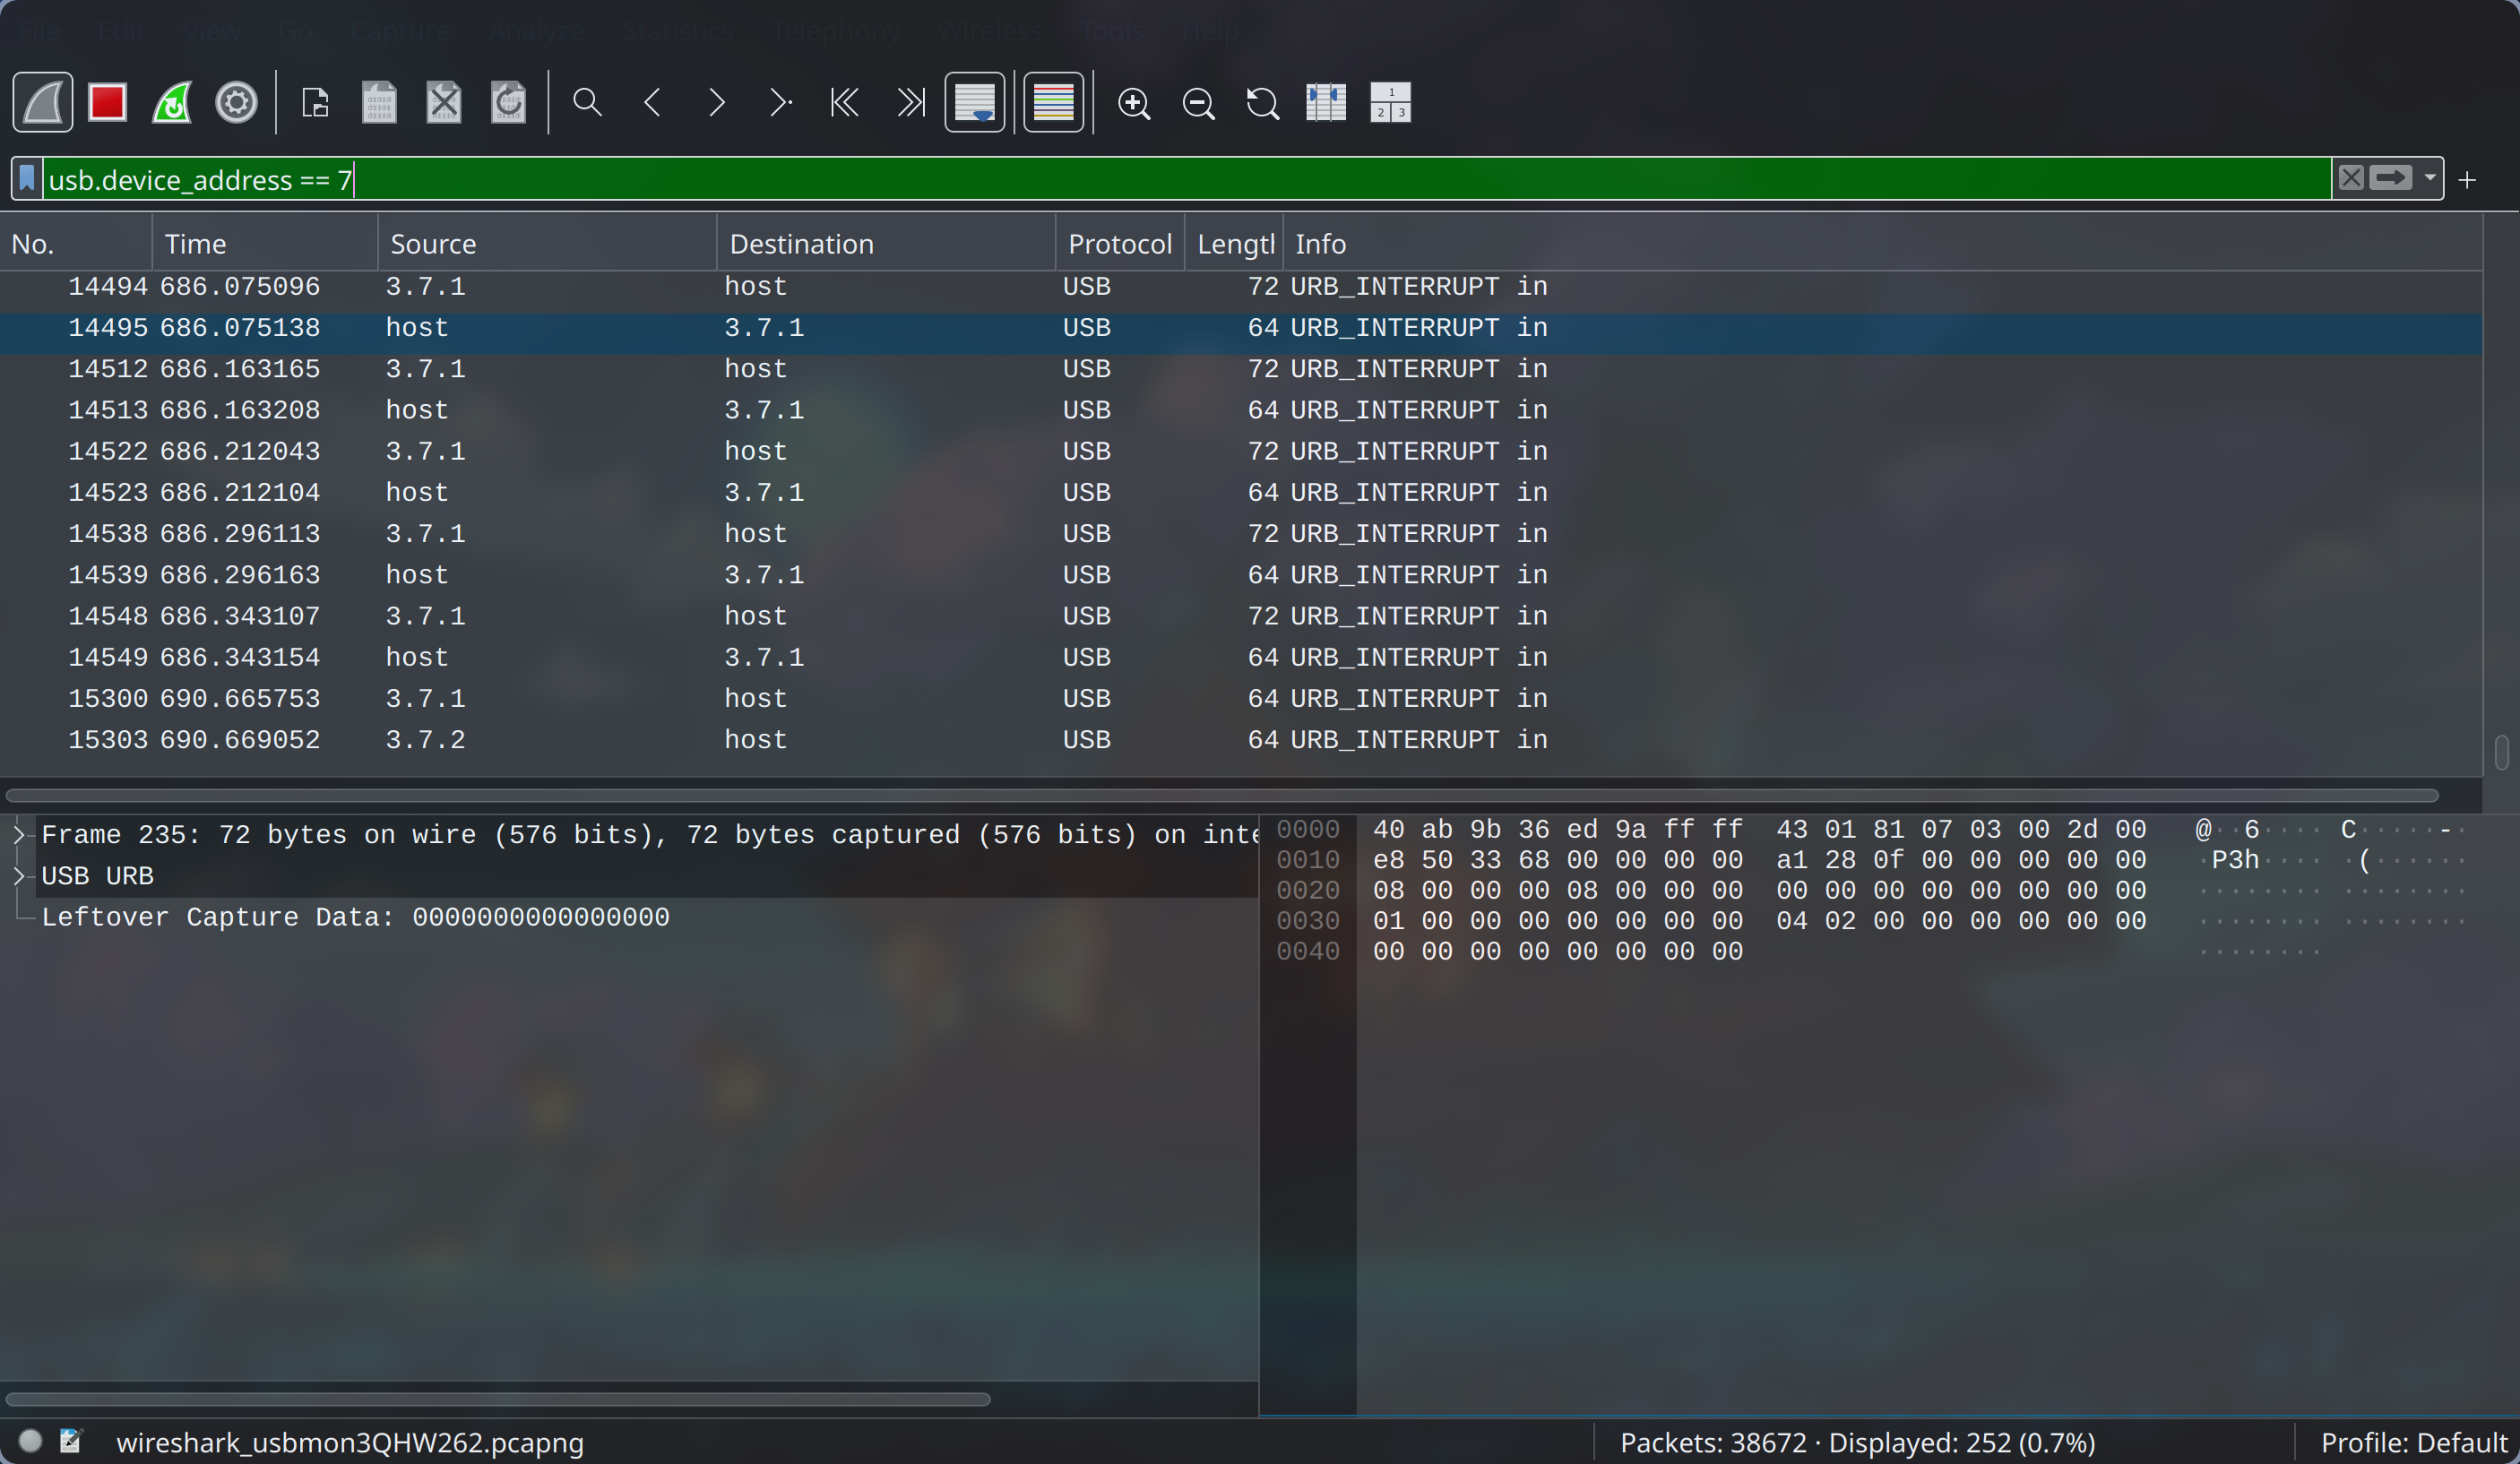 File Edit View Go Capture Analyze Statistics Telephony Wireless Tools Help
usb.device_address == 7
No. Time Source Destination Protocol Length Info
14494 686.075096 3.7.1 host USB 72 URB_INTERRUPT in
14495 686.075138 host 3.7.1 USB 64 URB_INTERRUPT in
14512 686.163165 3.7.1 host USB 72 URB_INTERRUPT in
14513 686.163208 host 3.7.1 USB 64 URB_INTERRUPT in
14522 686.212043 3.7.1 host USB 72 URB_INTERRUPT in
14523 686.212104 host 3.7.1 USB 64 URB_INTERRUPT in
14538 686.296113 3.7.1 host USB 72 URB_INTERRUPT in
14539 686.296163 host 3.7.1 USB 64 URB_INTERRUPT in
14548 686.343107 3.7.1 host USB 72 URB_INTERRUPT in
14549 686.343154 host 3.7.1 USB 64 URB_INTERRUPT in
15300 690.665753 3.7.1 host USB 64 URB_INTERRUPT in
15303 690.669052 3.7.2 host USB 64 URB_INTERRUPT in
Frame 235: 72 bytes on wire (576 bits), 72 bytes captured (576 bits) on inte
USB URB
Leftover Capture Data: 0000000000000000
0000 40 ab 9b 36 ed 9a ff ff 43 01 81 07 03 00 2d 00 @··6···· C·····-·
0010 e8 50 33 68 00 00 00 00 a1 28 0f 00 00 00 00 00 ·P3h···· ·(······
0020 08 00 00 00 08 00 00 00 00 00 00 00 00 00 00 00 ········ ········
0030 01 00 00 00 00 00 00 00 04 02 00 00 00 00 00 00 ········ ········
0040 00 00 00 00 00 00 00 00 ········
wireshark_usbmon3QHW262.pcapng
Packets: 38672 · Displayed: 252 (0.7%)
Profile: Default